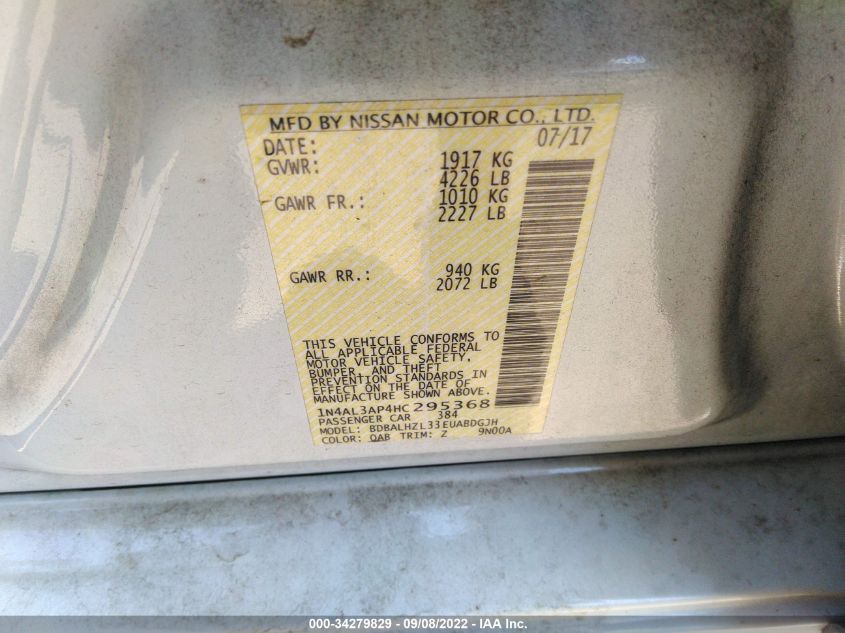 MFD BY NISSAN MOTOR CO., LTD.
DATE: 07/17
GVWR: 1917 KG
4226 LB
GAWR FR.: 1010 KG
2227 LB
GAWR RR.: 940 KG
2072 LB
THIS VEHICLE CONFORMS TO
ALL APPLICABLE FEDERAL
MOTOR VEHICLE SAFETY,
BUMPER, AND THEFT
PREVENTION STANDARDS IN
EFFECT ON THE DATE OF
MANUFACTURE SHOWN ABOVE.
1N4AL3AP4HC295368
PASSENGER CAR 384
MODEL: BDBALHZL33EUABDGJH
COLOR: QAB TRIM: Z 9N00A
000-34279829 - 09/08/2022 - IAA Inc.